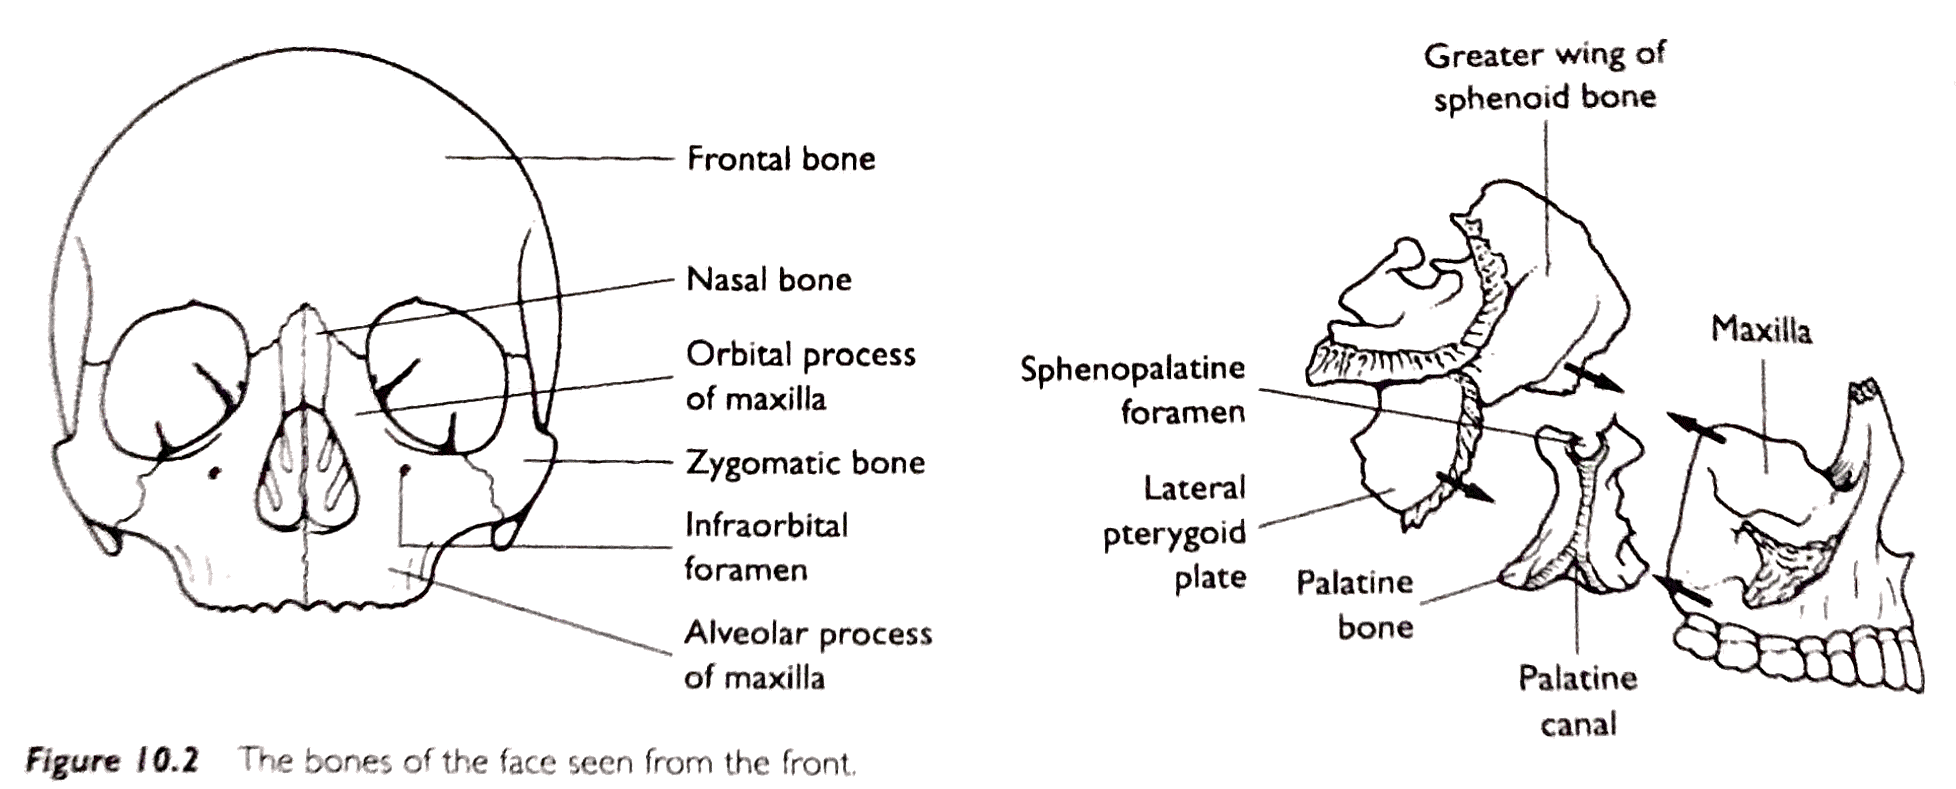 Frontal bone
Nasal bone
Orbital process
of maxilla
Zygomatic bone
Infraorbital
foramen
Alveolar process
of maxilla
Figure 10.2 The bones of the face seen from the front.
Greater wing of
sphenoid bone
Maxilla
Sphenopalatine
foramen
Lateral
pterygoid
plate
Palatine
bone
Palatine
canal